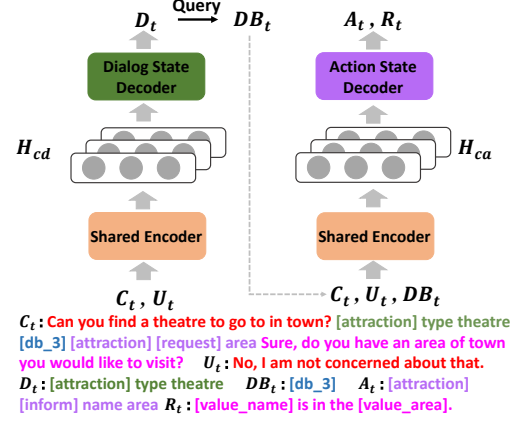 D_t Query DB_t A_t , R_t
Dialog State Decoder
Action State Decoder
H_cd
H_ca
Shared Encoder
Shared Encoder
C_t , U_t
C_t , U_t , DB_t
C_t : Can you find a theatre to go to in town? [attraction] type theatre
[db_3] [attraction] [request] area Sure, do you have an area of town
you would like to visit? U_t : No, I am not concerned about that.
D_t : [attraction] type theatre DB_t : [db_3] A_t : [attraction]
[inform] name area R_t : [value_name] is in the [value_area].